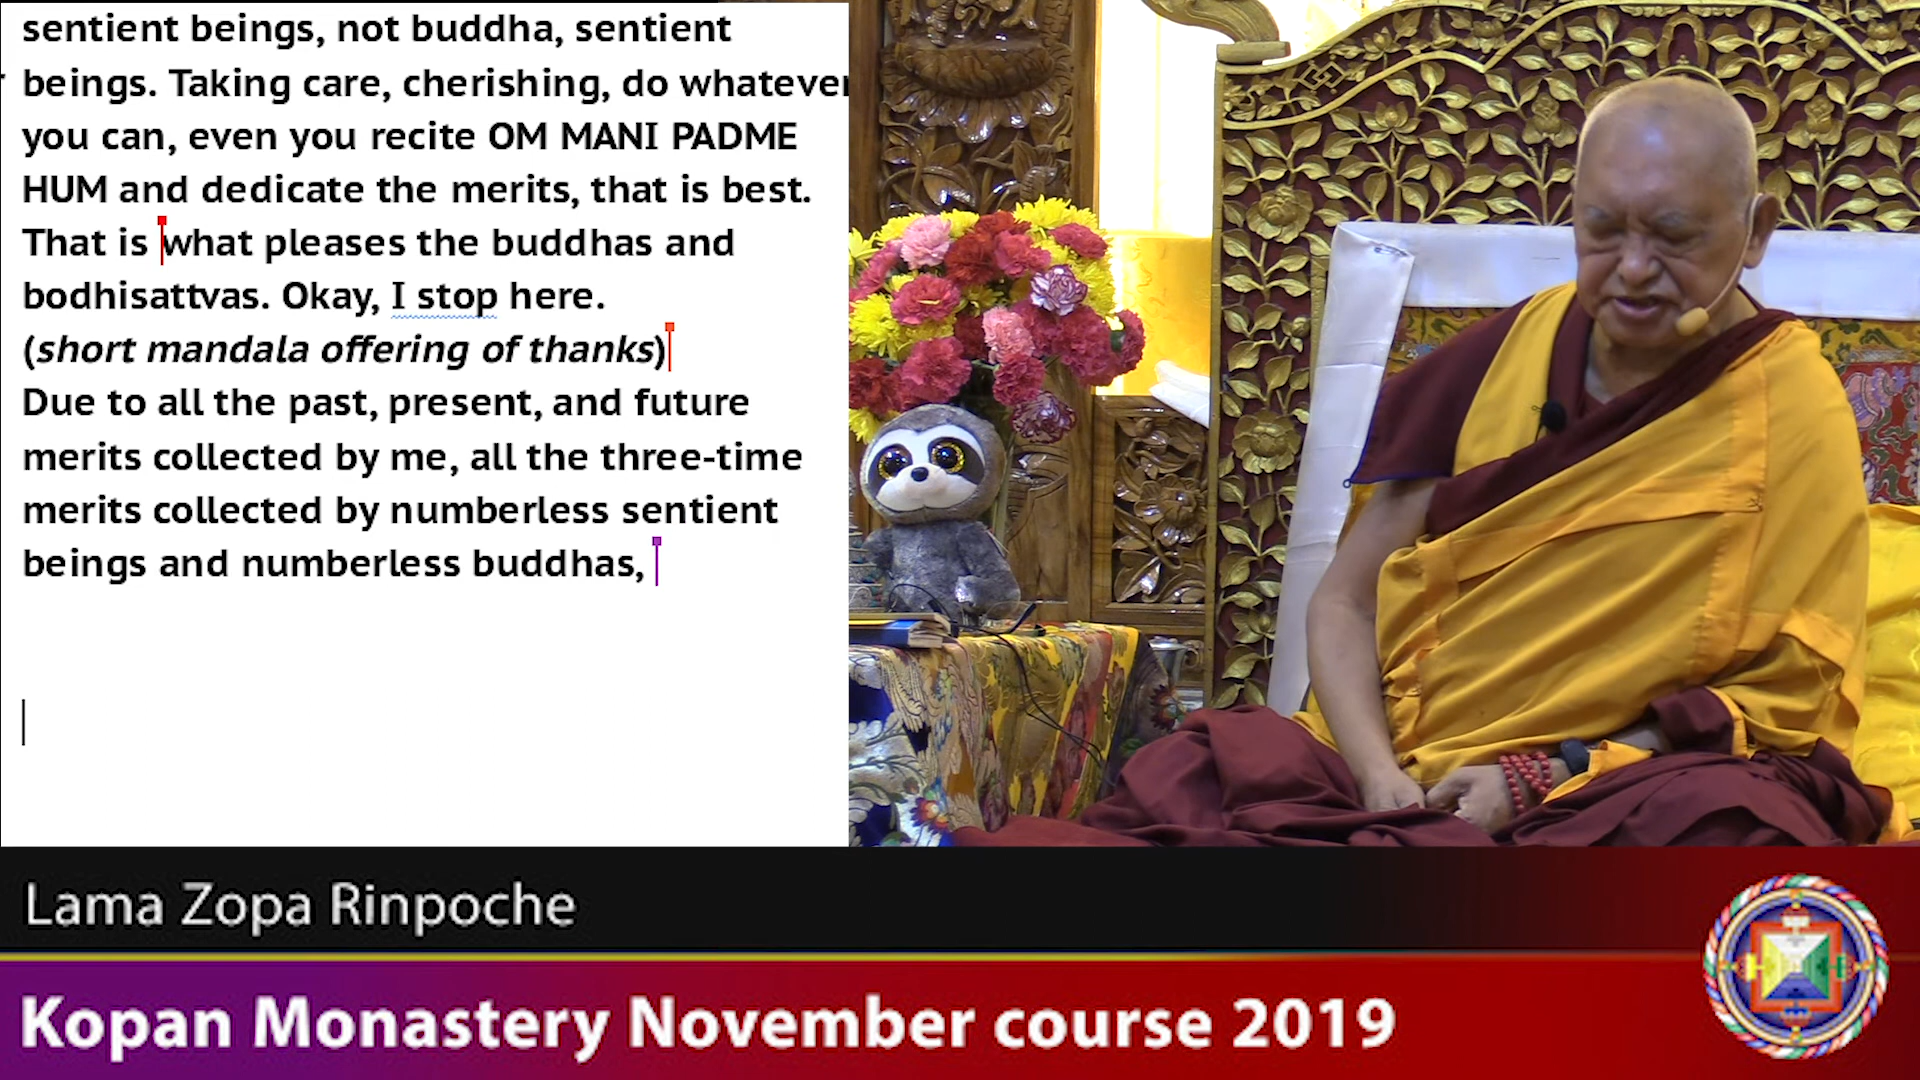 sentient beings, not buddha, sentient
beings. Taking care, cherishing, do whatever
you can, even you recite OM MANI PADME
HUM and dedicate the merits, that is best.
That is what pleases the buddhas and
bodhisattvas. Okay, I stop here.
(short mandala offering of thanks)
Due to all the past, present, and future
merits collected by me, all the three-time
merits collected by numberless sentient
beings and numberless buddhas,
Lama Zopa Rinpoche
Kopan Monastery November course 2019